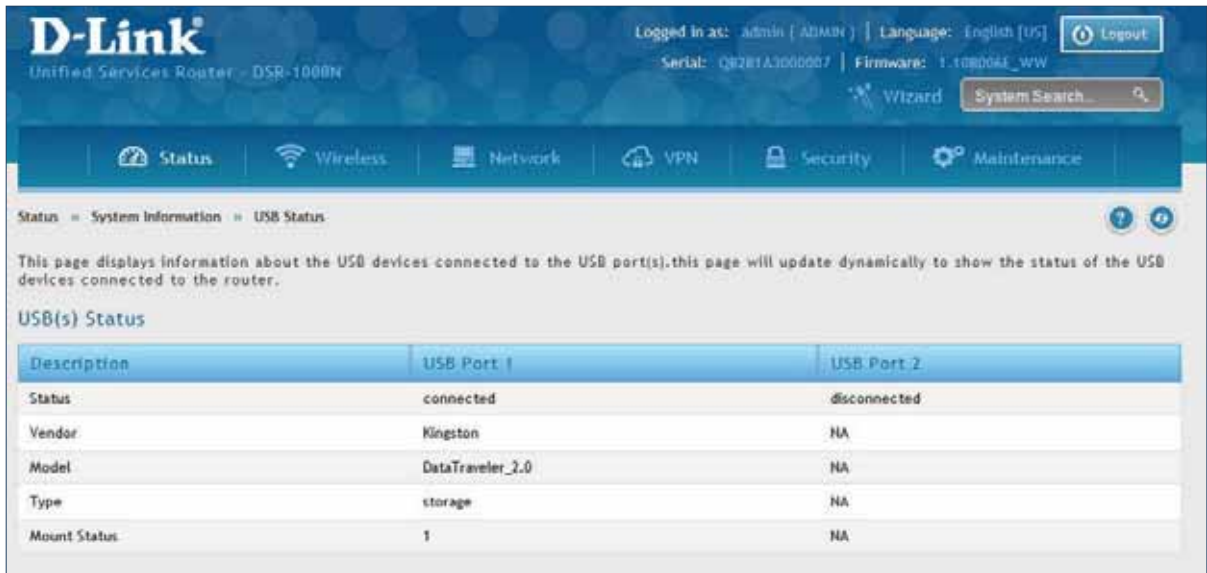 D-Link
Logged in as: admin ( ADMIN ) | Language: English [US]
Logout
Unified Services Router - DSR-1000N
Serial: | Firmware:
Wizard
System Search...
Status
Wireless
Network
VPN
Security
Maintenance
Status » System Information » USB Status
This page displays information about the USB devices connected to the USB port(s).this page will update dynamically to show the status of the USB
devices connected to the router.
USB(s) Status
Description USB Port 1 USB Port 2
Status connected disconnected
Vendor Kingston NA
Model DataTraveler_2.0 NA
Type storage NA
Mount Status 1 NA